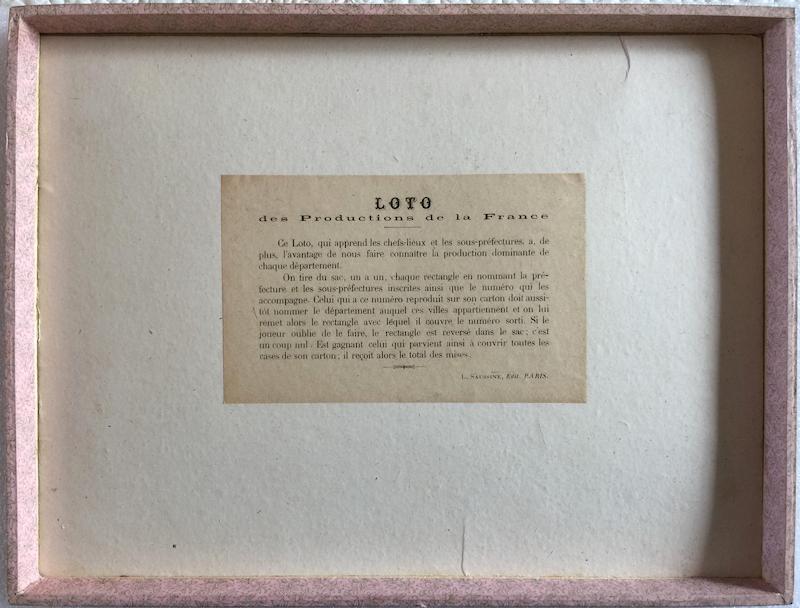 LOTO
des Productions de la France
Ce Loto, qui apprend les chefs-lieux et les sous-préfectures, a, de
plus, l'avantage de nous faire connaitre la production dominante de
chaque département.
On tire du sac, un a un, chaque rectangle en nommant la pré-
fecture et les sous-préfectures inscrites ainsi que le numéro qui les
accompagne. Celui qui a ce numéro reproduit sur son carton doit aussi-
tôt nommer le département auquel ces villes appartiennent et on lui
remet alors le rectangle avec léquel il couvre le numéro sorti. Si le
joueur oublie de le faire, le rectangle est reversé dans le sac; c'est
un coup nul. Est gagnant celui qui parvient ainsi à couvrir toutes les
cases de son carton; il reçoit alors le total des mises.
L. SAUSSINE, Edit. PARIS.